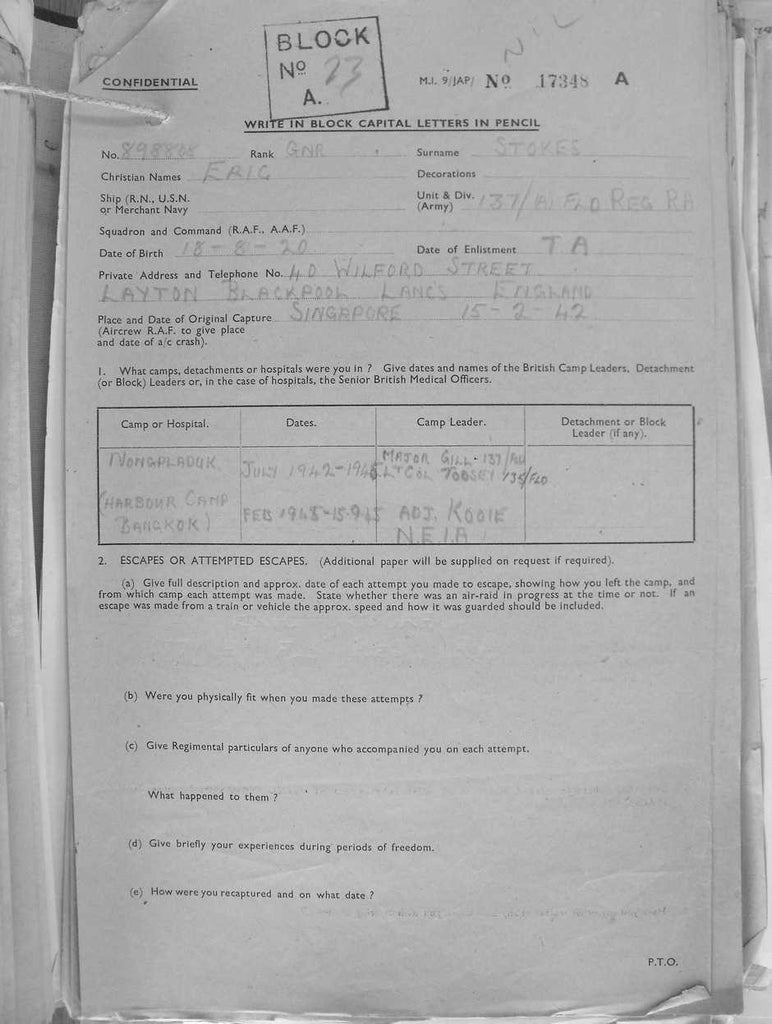 NIL
BLOCK
Nº 23
A.
CONFIDENTIAL
M.I. 9/JAP/ Nº 17348 A
WRITE IN BLOCK CAPITAL LETTERS IN PENCIL
No. Rank GNR Surname STOKES
Christian Names ERIC Decorations
Ship (R.N., U.S.N. or Merchant Navy Unit & Div. (Army) 137/(A) FLD REG RA
Squadron and Command (R.A.F., A.A.F.)
Date of Birth 18-8-20 Date of Enlistment TA
Private Address and Telephone No. 40 WILFORD STREET
LAYTON BLACKPOOL LANCS ENGLAND
Place and Date of Original Capture SINGAPORE 15-2-42
(Aircrew R.A.F. to give place
and date of a/c crash).
1. What camps, detachments or hospitals were you in ? Give dates and names of the British Camp Leaders, Detachment
(or Block) Leaders or, in the case of hospitals, the Senior British Medical Officers.
Camp or Hospital. Dates. Camp Leader. Detachment or Block
Leader (if any).
NONGPLADUK JULY 1942-1945 MAJOR GILL-137/FLD
LT COL TOOSEY 135/FLD
(HARBOUR CAMP FEB 1945-15.9.45 ADJ. KOOIE
BANGKOK) N.E.I.A
2. ESCAPES OR ATTEMPTED ESCAPES. (Additional paper will be supplied on request if required).
(a) Give full description and approx. date of each attempt you made to escape, showing how you left the camp, and
from which camp each attempt was made. State whether there was an air-raid in progress at the time or not. If an
escape was made from a train or vehicle the approx. speed and how it was guarded should be included.
(b) Were you physically fit when you made these attempts ?
(c) Give Regimental particulars of anyone who accompanied you on each attempt.
What happened to them ?
(d) Give briefly your experiences during periods of freedom.
(e) How were you recaptured and on what date ?
P.T.O.